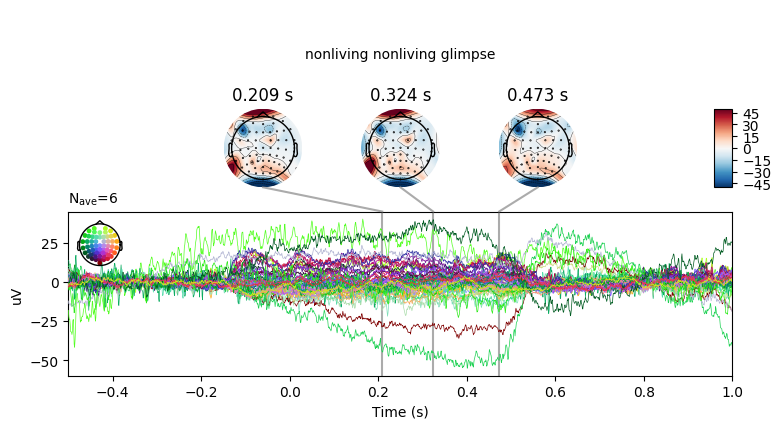 nonliving nonliving glimpse
0.209 s 0.324 s 0.473 s
45
30
15
0
−15
−30
−45
Nave=6
25
0
−25
−50
uV
−0.4 −0.2 0.0 0.2 0.4 0.6 0.8 1.0
Time (s)